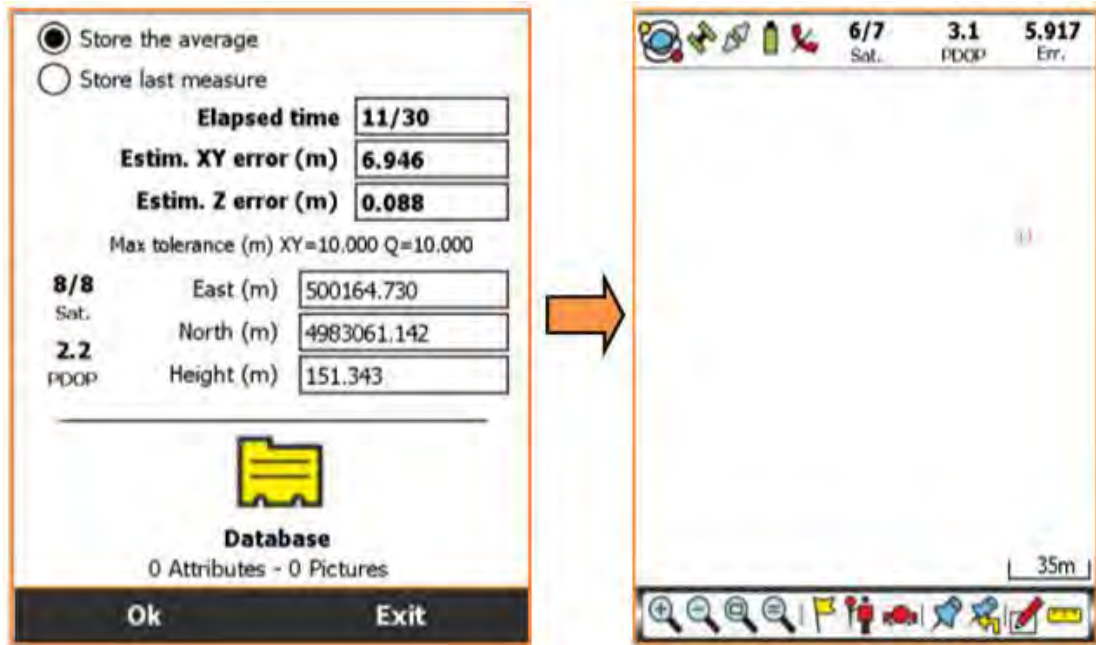 Store the average
Store last measure
Elapsed time 11/30
Estim. XY error (m) 6.946
Estim. Z error (m) 0.088
Max tolerance (m) XY=10.000 Q=10.000
8/8
Sat.
2.2
PDOP
East (m) 500164.730
North (m) 4983061.142
Height (m) 151.343
Database
0 Attributes - 0 Pictures
Ok Exit
6/7 3.1 5.917
Sat. PDOP Err.
35m